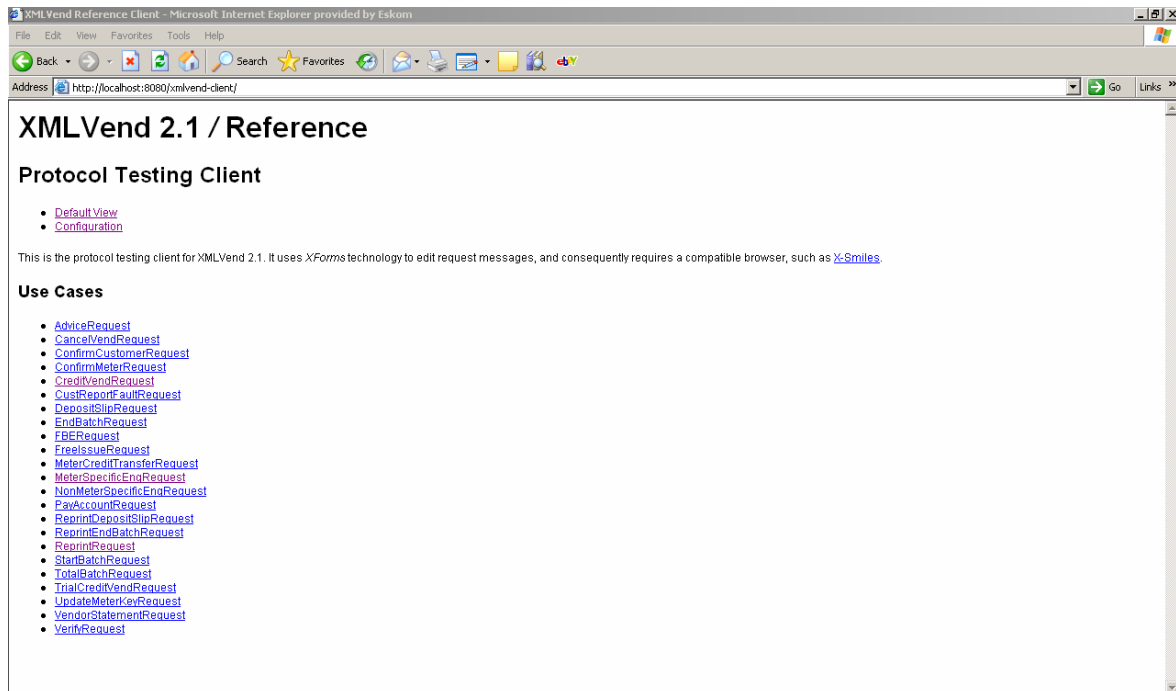 XMLVend Reference Client - Microsoft Internet Explorer provided by Eskom
File Edit View Favorites Tools Help
Back Search Favorites ebY
Address http://localhost:8080/xmlvend-client/ Go Links »
XMLVend 2.1 / Reference
Protocol Testing Client
• Default View
• Configuration
This is the protocol testing client for XMLVend 2.1. It uses XForms technology to edit request messages, and consequently requires a compatible browser, such as X-Smiles.
Use Cases
• AdviceRequest
• CancelVendRequest
• ConfirmCustomerRequest
• ConfirmMeterRequest
• CreditVendRequest
• CustReportFaultRequest
• DepositSlipRequest
• EndBatchRequest
• FBERequest
• FreeIssueRequest
• MeterCreditTransferRequest
• MeterSpecificEngRequest
• NonMeterSpecificEngRequest
• PayAccountRequest
• ReprintDepositSlipRequest
• ReprintEndBatchRequest
• ReprintRequest
• StartBatchRequest
• TotalBatchRequest
• TrialCreditVendRequest
• UpdateMeterKeyRequest
• VendorStatementRequest
• VerifyRequest